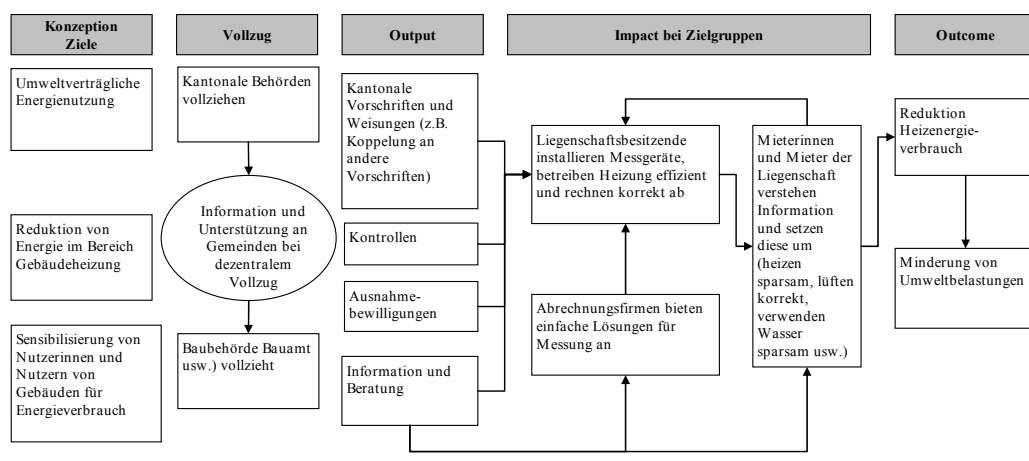 Konzeption
Ziele
Vollzug
Output
Impact bei Zielgruppen
Outcome
Umweltverträgliche
Energienutzung
Reduktion von
Energie im Bereich
Gebäudeheizung
Sensibilisierung von
Nutzerinnen und
Nutzern von
Gebäuden für
Energieverbrauch
Kantonale Behörden
vollziehen
Information und
Unterstützung an
Gemeinden bei
dezentralem
Vollzug
Baubehörde Bauamt
usw.) vollzieht
Kantonale
Vorschriften und
Weisungen (z.B.
Koppelung an
andere
Vorschriften)
Kontrollen
Ausnahme-
bewilligungen
Information und
Beratung
Liegenschaftsbesitzende
installieren Messgeräte,
betreiben Heizung effizient
und rechnen korrekt ab
Abrechnungsfirmen bieten
einfache Lösungen für
Messung an
Mieterinnen
und Mieter der
Liegenschaft
verstehen
Information
und setzen
diese um
(heizen
sparsam, lüften
korrekt,
verwenden
Wasser
sparsam usw.)
Reduktion
Heizenergie-
verbrauch
Minderung von
Umweltbelastungen